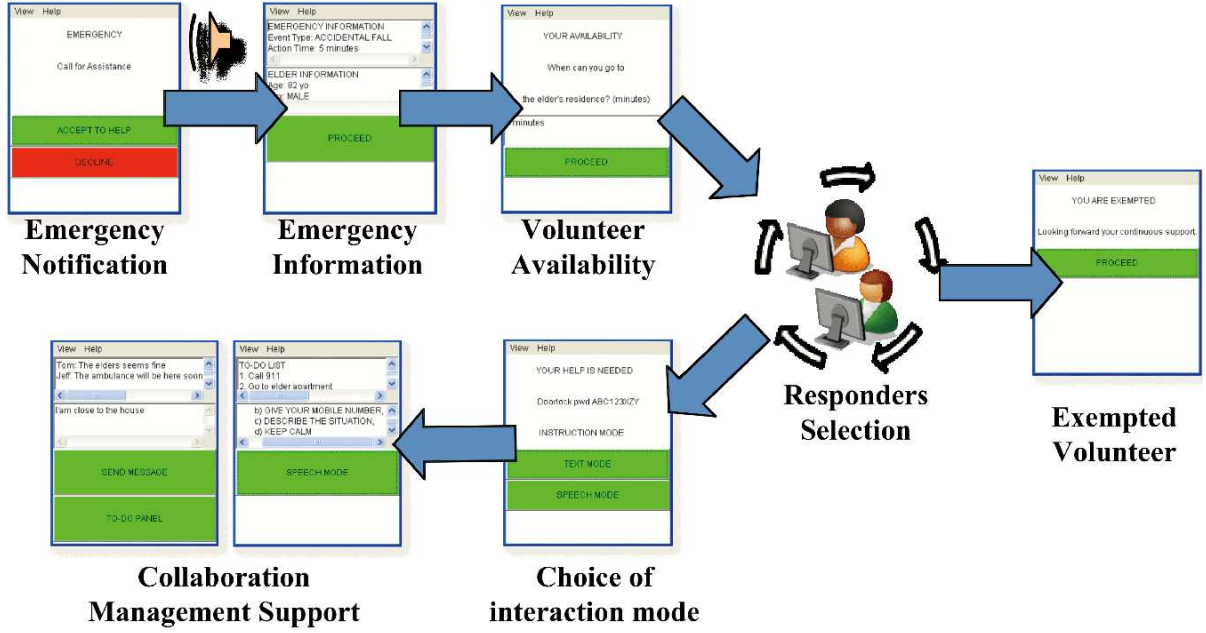 View Help
EMERGENCY
Call for Assistance
ACCEPT TO HELP
DECLINE
Emergency
Notification
EMERGENCY INFORMATION
Event Type: ACCIDENTAL FALL
Action Time: 5 minutes
ELDER INFORMATION
Age: 82 yo
MALE
PROCEED
Emergency
Information
View Help
YOUR AVAILABILITY
When can you go to
the elder's residence? (minutes)
minutes
PROCEED
Volunteer
Availability
Responders
Selection
View Help
YOU ARE EXEMPTED
Looking forward your continuous support.
PROCEED
Exempted
Volunteer
View Help
YOUR HELP IS NEEDED
Doorlock pwd ABC123XZY
INSTRUCTION MODE
TEXT MODE
SPEECH MODE
Choice of
interaction mode
View Help
TO-DO LIST
1. Call 911
2. Go to elder apartment
b) GIVE YOUR MOBILE NUMBER,
c) DESCRIBE THE SITUATION,
d) KEEP CALM
SPEECH MODE
View Help
Tom: The elders seems fine
Jeff: The ambulance will be here soon
I'am close to the house
SEND MESSAGE
TO-DO PANEL
Collaboration
Management Support